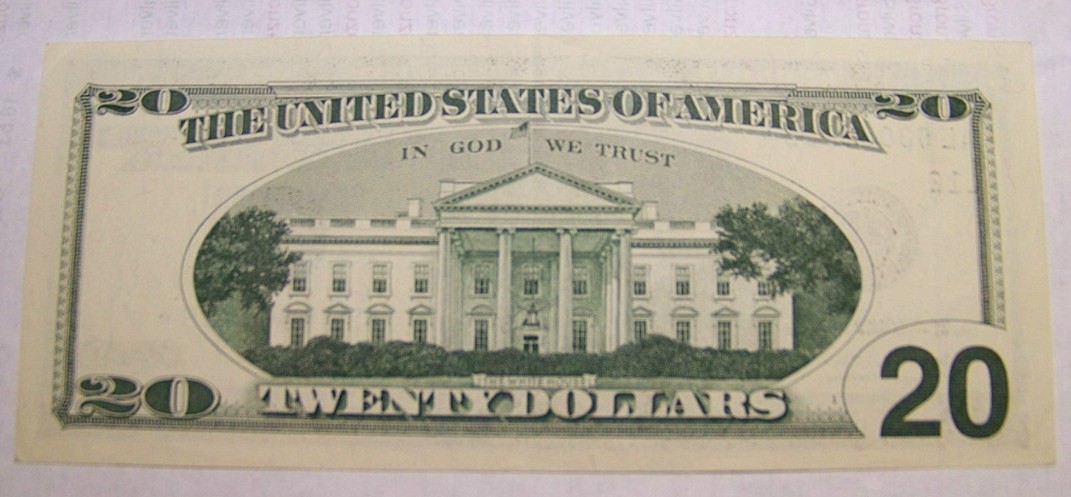 20 20
THE UNITED STATES OF AMERICA
IN GOD WE TRUST
THE WHITE HOUSE
20 TWENTY DOLLARS 20